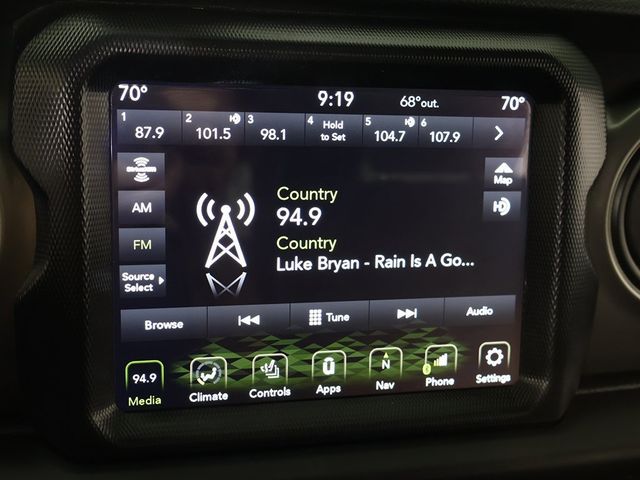 70° 9:19 68°out. 70°
1 87.9 2 101.5 3 98.1 4 Hold to Set 5 104.7 6 107.9
Map
AM
FM
Source Select
Country
94.9
Country
Luke Bryan - Rain Is A Go...
Browse Tune Audio
94.9 N
Media Climate Controls Apps Nav Phone Settings